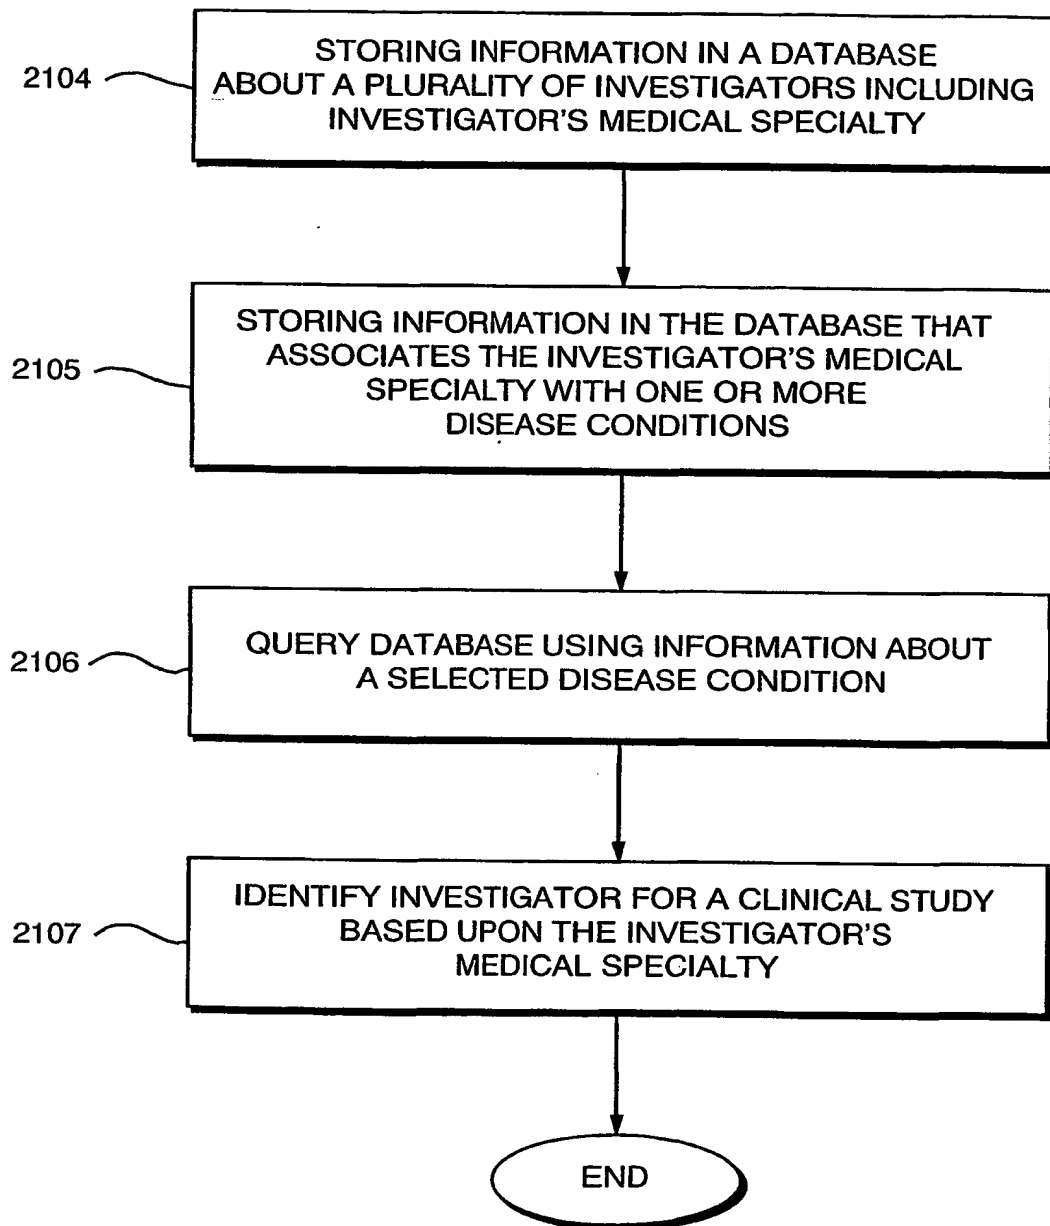 2104
STORING INFORMATION IN A DATABASE
ABOUT A PLURALITY OF INVESTIGATORS INCLUDING
INVESTIGATOR'S MEDICAL SPECIALTY
2105
STORING INFORMATION IN THE DATABASE THAT
ASSOCIATES THE INVESTIGATOR'S MEDICAL
SPECIALTY WITH ONE OR MORE
DISEASE CONDITIONS
2106
QUERY DATABASE USING INFORMATION ABOUT
A SELECTED DISEASE CONDITION
2107
IDENTIFY INVESTIGATOR FOR A CLINICAL STUDY
BASED UPON THE INVESTIGATOR'S
MEDICAL SPECIALTY
END